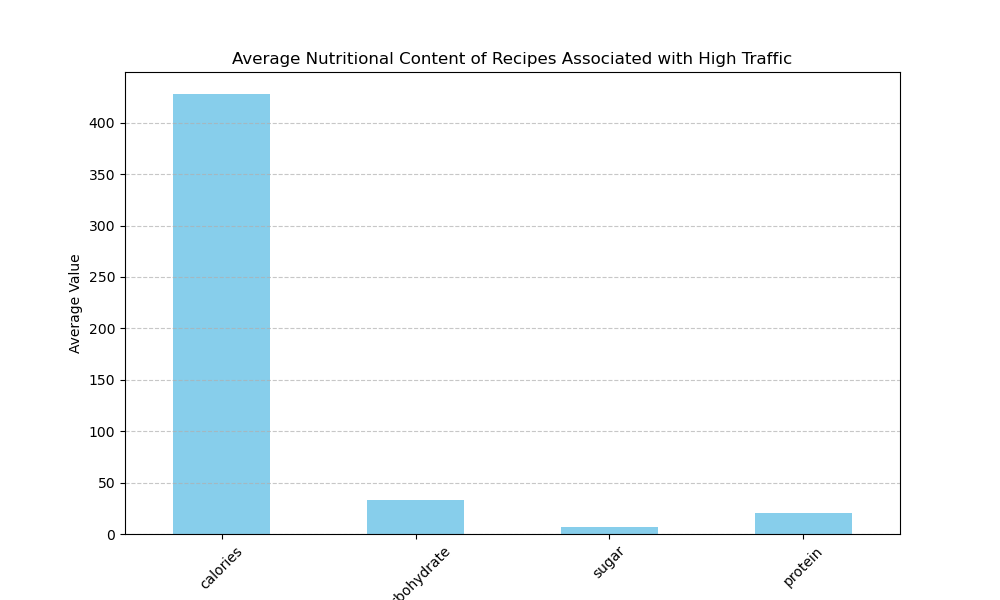 Average Nutritional Content of Recipes Associated with High Traffic
Average Value
400
350
300
250
200
150
100
50
0
calories
bohydrate
sugar
protein